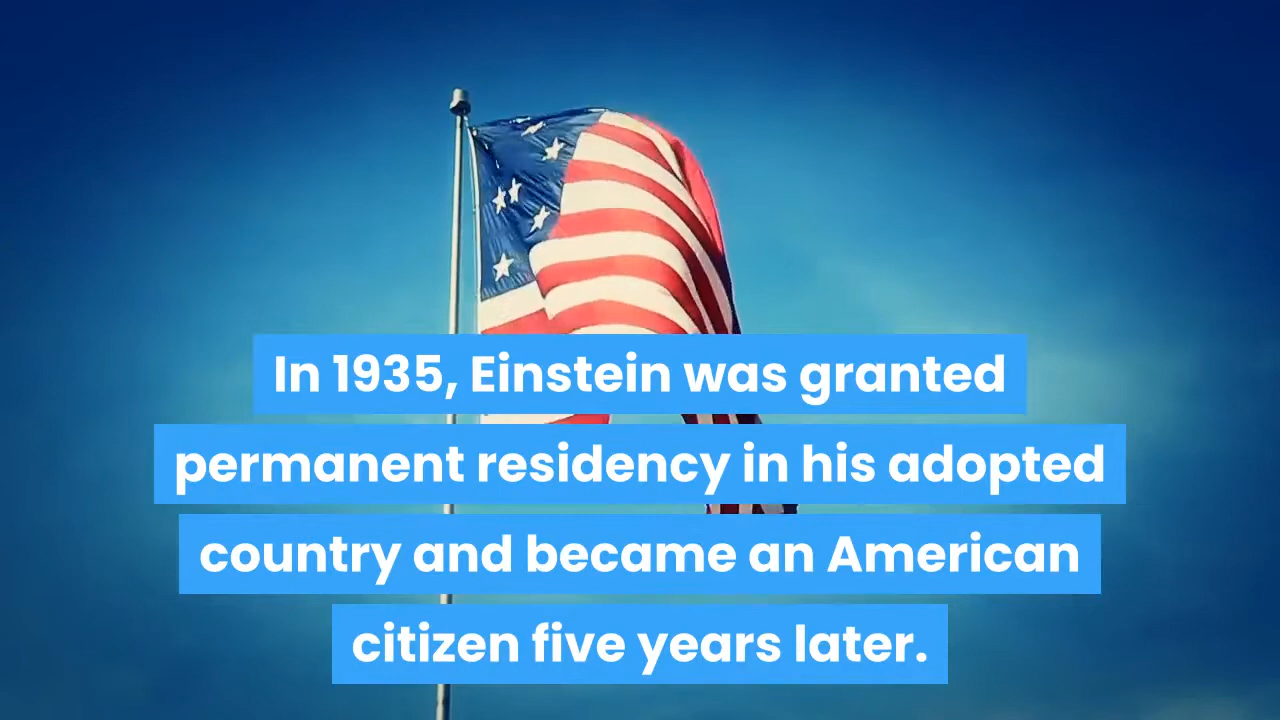 In 1935, Einstein was granted
permanent residency in his adopted
country and became an American
citizen five years later.